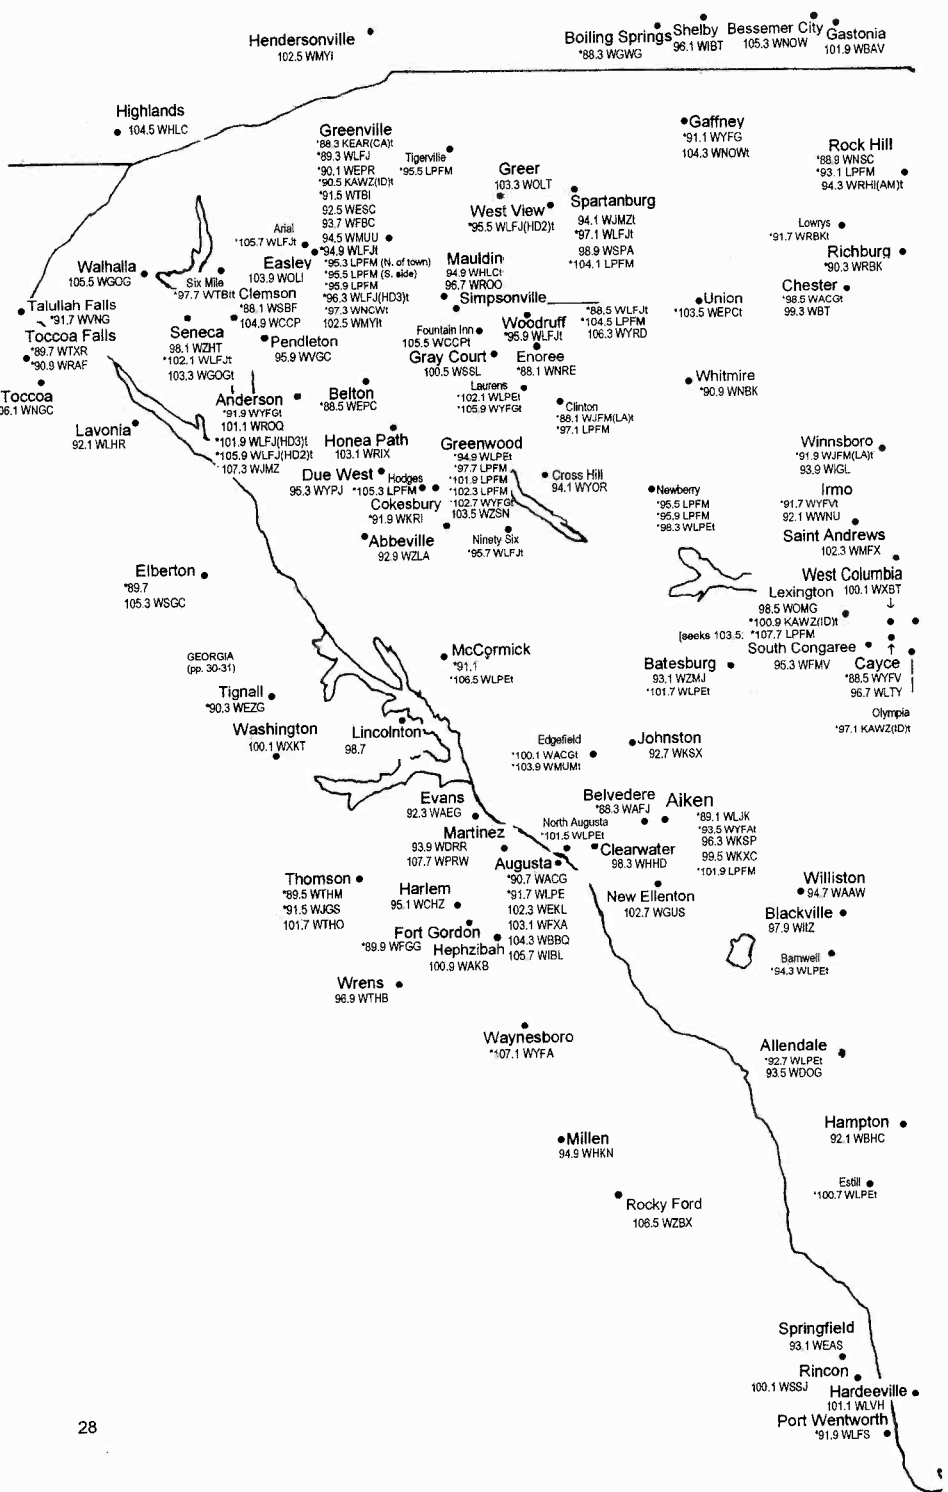 Hendersonville
102.5 WMYI
Boiling Springs
*88.3 WGWG
Shelby
96.1 WIBT
Bessemer City
105.3 WNOW
Gastonia
101.9 WBAV
Highlands
104.5 WHLC
Greenville
*88.3 KEAR(CA)t
*89.3 WLFJ
*90.1 WEPR
*90.5 KAWZ(ID)t
*91.5 WTBI
92.5 WESC
93.7 WFBC
94.5 WMUU
*94.9 WLFJt
*95.3 LPFM (N. of town)
*95.5 LPFM (S. side)
*95.9 LPFM
*96.3 WLFJ(HD3)t
*97.3 WNCWt
102.5 WMYIt
Tigerville
*95.5 LPFM
Greer
103.3 WOLT
West View
*95.5 WLFJ(HD2)t
Spartanburg
94.1 WJMZt
*97.1 WLFJt
98.9 WSPA
*104.1 LPFM
Gaffney
*91.1 WYFG
104.3 WNOWt
Rock Hill
*88.9 WNSC
*93.1 LPFM
94.3 WRHI(AM)t
Lowrys
*91.7 WRBKt
Richburg
*90.3 WRBK
Chester
*98.5 WACGt
99.3 WBT
Arial
*105.7 WLFJt
Easley
103.9 WOLI
Walhalla
105.5 WGOG
Six Mile
*97.7 WTBIt
Clemson
*88.1 WSBF
104.9 WCCP
Mauldin
94.9 WHLCt
96.7 WROO
Simpsonville
*88.5 WLFJt
*104.5 LPFM
106.3 WYRD
Union
*103.5 WEPCt
Talullah Falls
*91.7 WVNG
Toccoa Falls
*89.7 WTXR
*90.9 WRAF
Seneca
98.1 WZHT
*102.1 WLFJt
103.3 WGOGt
Pendleton
95.9 WVGC
Fountain Inn
105.5 WCCPt
Woodruff
*95.9 WLFJt
Gray Court
100.5 WSSL
Enoree
*88.1 WNRE
Whitmire
*90.9 WNBK
Toccoa
06.1 WNGC
Lavonia
92.1 WLHR
Anderson
*91.9 WYFGt
101.1 WROQ
*101.9 WLFJ(HD3)t
*105.9 WLFJ(HD2)t
107.3 WJMZ
Belton
*88.5 WEPC
Laurens
*102.1 WLPEt
*105.9 WYFGt
Clinton
*88.1 WJFM(LA)t
*97.1 LPFM
Honea Path
103.1 WRIX
Greenwood
*94.9 WLPEt
*97.7 LPFM
*101.9 LPFM
*102.3 LPFM
*102.7 WYFGt
103.5 WZSN
Winnsboro
*91.9 WJFM(LA)t
93.9 WIGL
Due West
95.3 WYPJ
Hodges
*105.3 LPFM
Cokesbury
*91.9 WKRI
Cross Hill
94.1 WYOR
Newberry
*95.5 LPFM
*95.9 LPFM
*98.3 WLPEt
Irmo
*91.7 WYFVt
92.1 WWNU
Abbeville
92.9 WZLA
Ninety Six
*95.7 WLFJt
Saint Andrews
102.3 WMFX
Elberton
*89.7
105.3 WSGC
West Columbia
100.1 WXBT
↓
Lexington
98.5 WOMG
*100.9 KAWZ(ID)t
[seeks 103.5; *107.7 LPFM
South Congaree
95.3 WFMV
↑
Cayce
*88.5 WYFV
96.7 WLTY
Olympia
*97.1 KAWZ(ID)t
GEORGIA
(pp. 30-31)
McCormick
*91.1
*106.5 WLPEt
Batesburg
93.1 WZMJ
*101.7 WLPEt
Tignall
*90.3 WEZG
Washington
100.1 WXKT
Lincolnton
98.7
Edgefield
*100.1 WACGt
*103.9 WMUMt
Johnston
92.7 WKSX
Evans
92.3 WAEG
Belvedere
*88.3 WAFJ
Aiken
*89.1 WLJK
*93.5 WYFAt
96.3 WKSP
99.5 WKXC
*101.9 LPFM
Martinez
93.9 WDRR
107.7 WPRW
North Augusta
*101.5 WLPEt
Clearwater
98.3 WHHD
Augusta
*90.7 WACG
*91.7 WLPE
102.3 WEKL
103.1 WFXA
104.3 WBBQ
105.7 WIBL
Thomson
*89.5 WTHM
*91.5 WJGS
101.7 WTHO
Harlem
95.1 WCHZ
New Ellenton
102.7 WGUS
Williston
94.7 WAAW
Blackville
97.9 WIIZ
Fort Gordon
*89.9 WFGG
Hephzibah
100.9 WAKB
Barnwell
*94.3 WLPEt
Wrens
96.9 WTHB
Waynesboro
*107.1 WYFA
Allendale
*92.7 WLPEt
93.5 WDOG
Hampton
92.1 WBHC
Millen
94.9 WHKN
Estill
*100.7 WLPEt
Rocky Ford
106.5 WZBX
Springfield
93.1 WEAS
Rincon
100.1 WSSJ
Hardeeville
101.1 WLVH
Port Wentworth
*91.9 WLFS
28